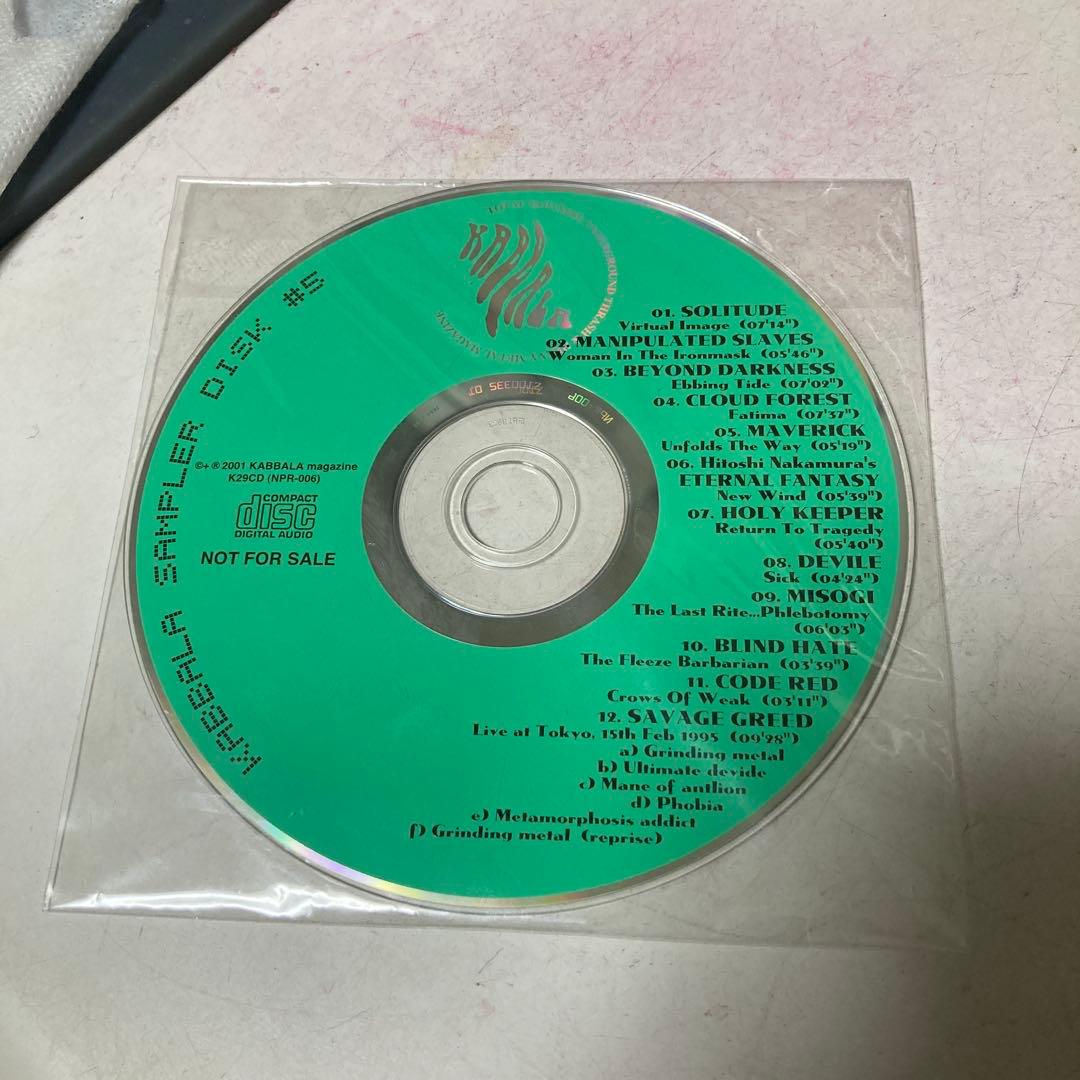 KABBALA SAMPLER DISK #5
KABBALA
UNDERGROUND THRASH
METAL MAGAZINE
©+℗ 2001 KABBALA magazine
K29CD (NPR-006)
COMPACT
disc
DIGITAL AUDIO
NOT FOR SALE
01. SOLITUDE
Virtual Image (07'14")
02. MANIPULATED SLAVES
Woman In The Ironmask (05'46")
03. BEYOND DARKNESS
Ebbing Tide (07'02")
04. CLOUD FOREST
Fatima (07'37")
05. MAVERICK
Unfolds The Way (05'19")
06. Hitoshi Nakamura's
ETERNAL FANTASY
New Wind (05'39")
07. HOLY KEEPER
Return To Tragedy
(05'40")
08. DEVILE
Sick (04'24")
09. MISOGI
The Last Rite...Phlebotomy
(06'03")
10. BLIND HATE
The Fleeze Barbarian (03'39")
11. CODE RED
Crows Of Weak (03'11")
12. SAVAGE GREED
Live at Tokyo, 15th Feb 1995 (09'28")
a) Grinding metal
b) Ultimate devide
c) Mane of antlion
d) Phobia
e) Metamorphosis addict
f) Grinding metal (reprise)